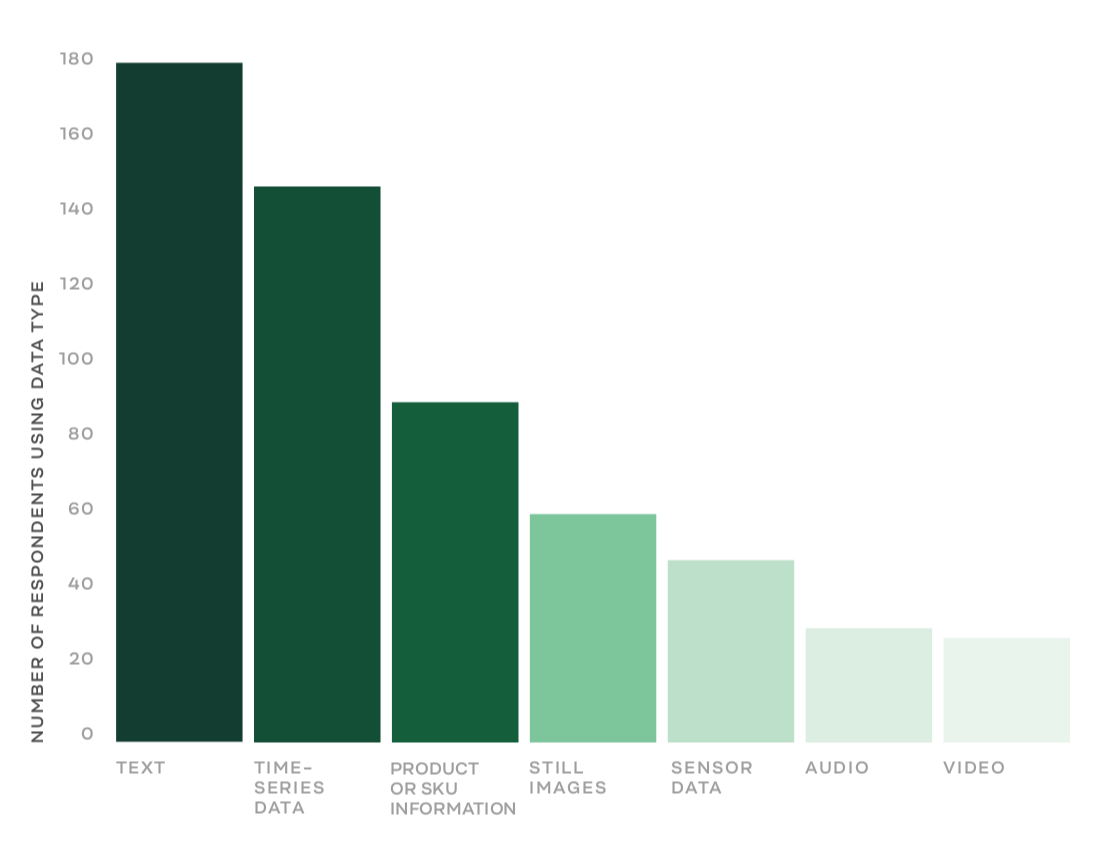 NUMBER OF RESPONDENTS USING DATA TYPE
180
160
140
120
100
80
60
40
20
0
TEXT
TIME-
SERIES
DATA
PRODUCT
OR SKU
INFORMATION
STILL
IMAGES
SENSOR
DATA
AUDIO
VIDEO